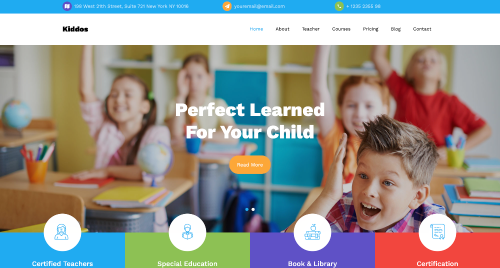 198 West 21th Street, Suite 721 New York NY 10016
youremail@email.com
+ 1235 2355 98
Kiddos
Home
About
Teacher
Courses
Pricing
Blog
Contact
Perfect Learned
For Your Child
Read More
Certified Teachers
Special Education
Book & Library
Certification